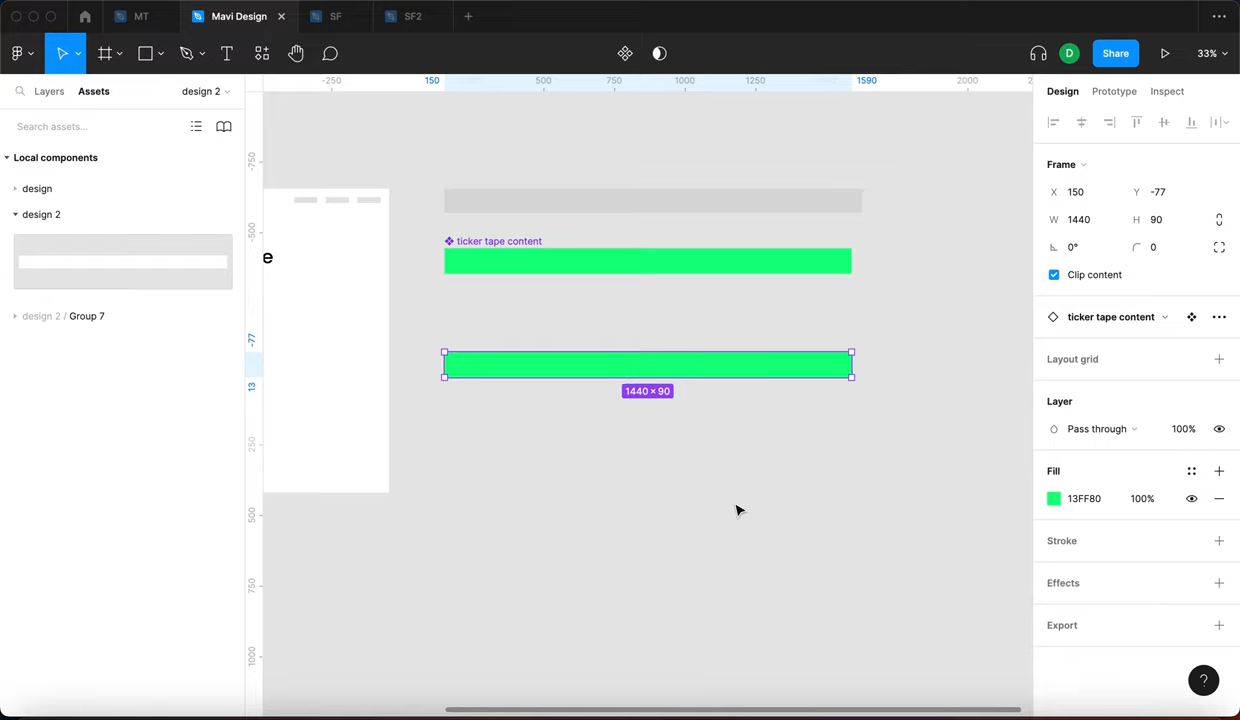 MT
Mavi Design
SF
SF2
D
Share
33%
Layers
Assets
design 2
Search assets...
Local components
design
design 2
design 2 / Group 7
-250
150
500
750
1000
1250
1590
2000
2
-750
-500
-77
13
250
500
750
1000
e
ticker tape content
1440 × 90
Design
Prototype
Inspect
Frame
X 150
Y -77
W 1440
H 90
0°
0
Clip content
ticker tape content
Layout grid
Layer
Pass through
100%
Fill
13FF80
100%
Stroke
Effects
Export
?